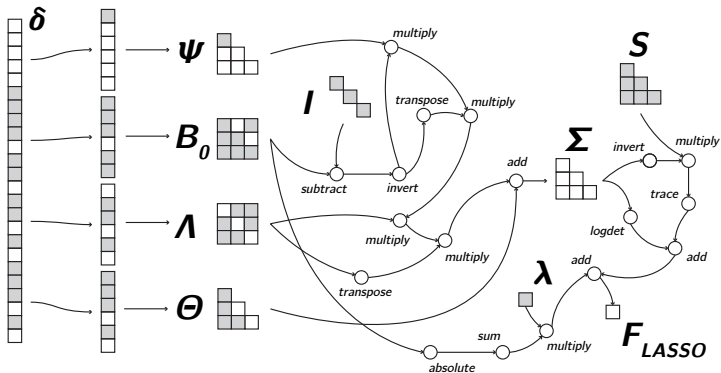 δ
Ψ
multiply
S
I
transpose
multiply
B₀
Σ
invert
multiply
add
subtract
invert
trace
Λ
multiply
logdet
multiply
add
add
transpose
λ
Θ
sum
multiply
F_LASSO
absolute